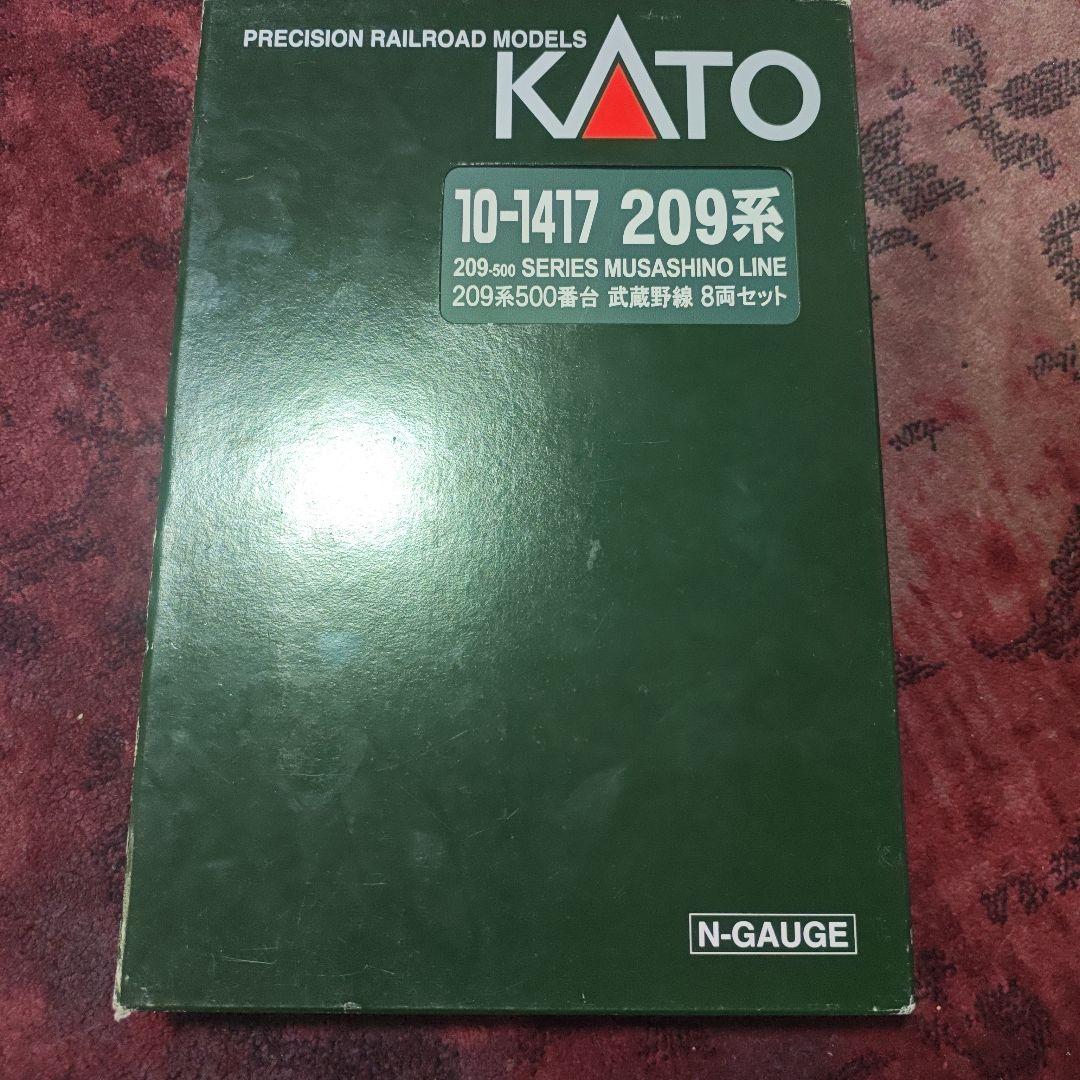 PRECISION RAILROAD MODELS
KATO
10-1417 209系
209-500 SERIES MUSASHINO LINE
209系500番台 武蔵野線 8両セット
N-GAUGE